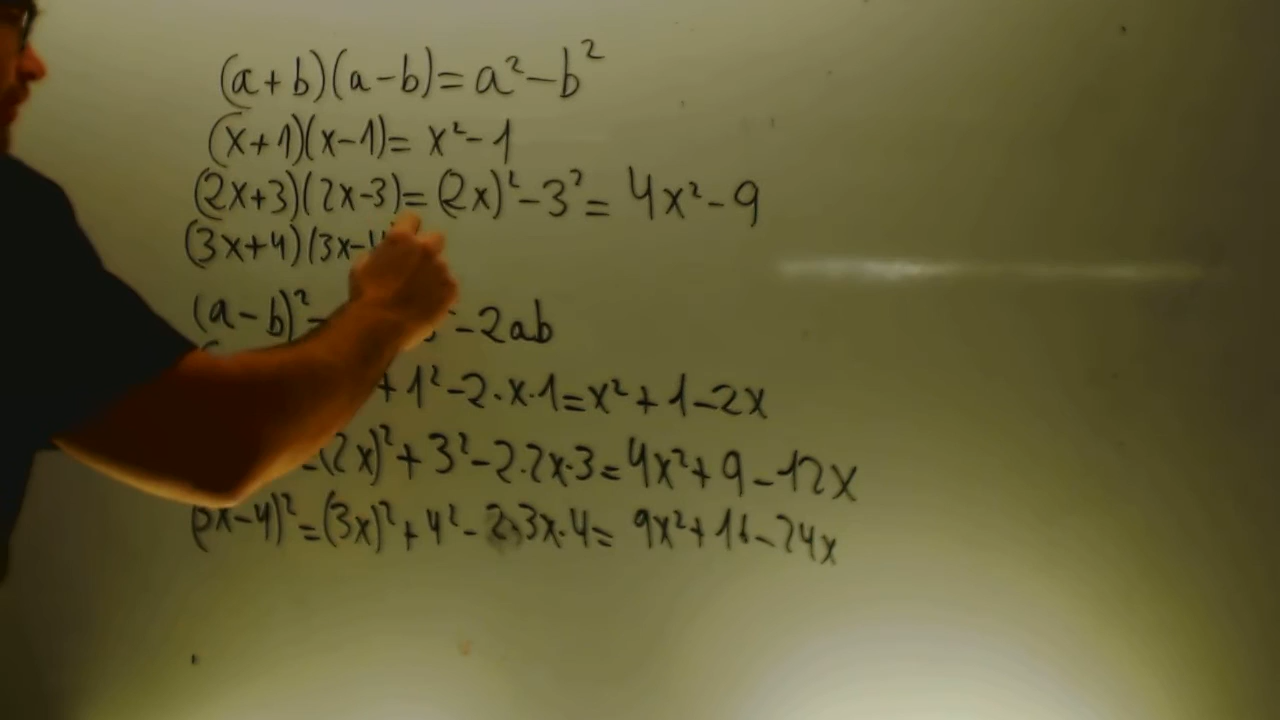 (a+b)(a-b)=a²-b²
(x+1)(x-1)= x²-1
(2x+3)(2x-3)=(2x)²-3²= 4x²-9
(3x+4)(3x-4
(a-b)² -2ab
+1²-2·x·1=x²+1-2x
(2x)²+3²-2·2x·3=4x²+9-12x
(3x-4)²=(3x)²+4²-2·3x·4= 9x²+16-24x